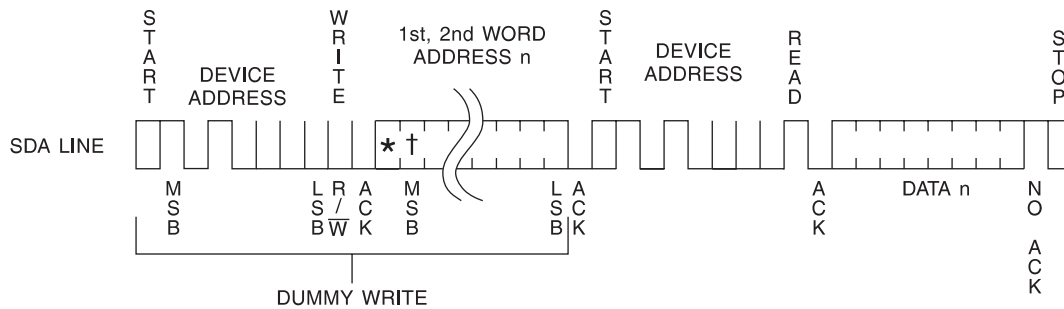 START
WRITE
1st, 2nd WORD
ADDRESS n
START
READ
STOP
DEVICE
ADDRESS
DEVICE
ADDRESS
SDA LINE
* †
MSB
LSB
R/W̅
ACK
MSB
LSB
ACK
ACK
DATA n
NO ACK
DUMMY WRITE